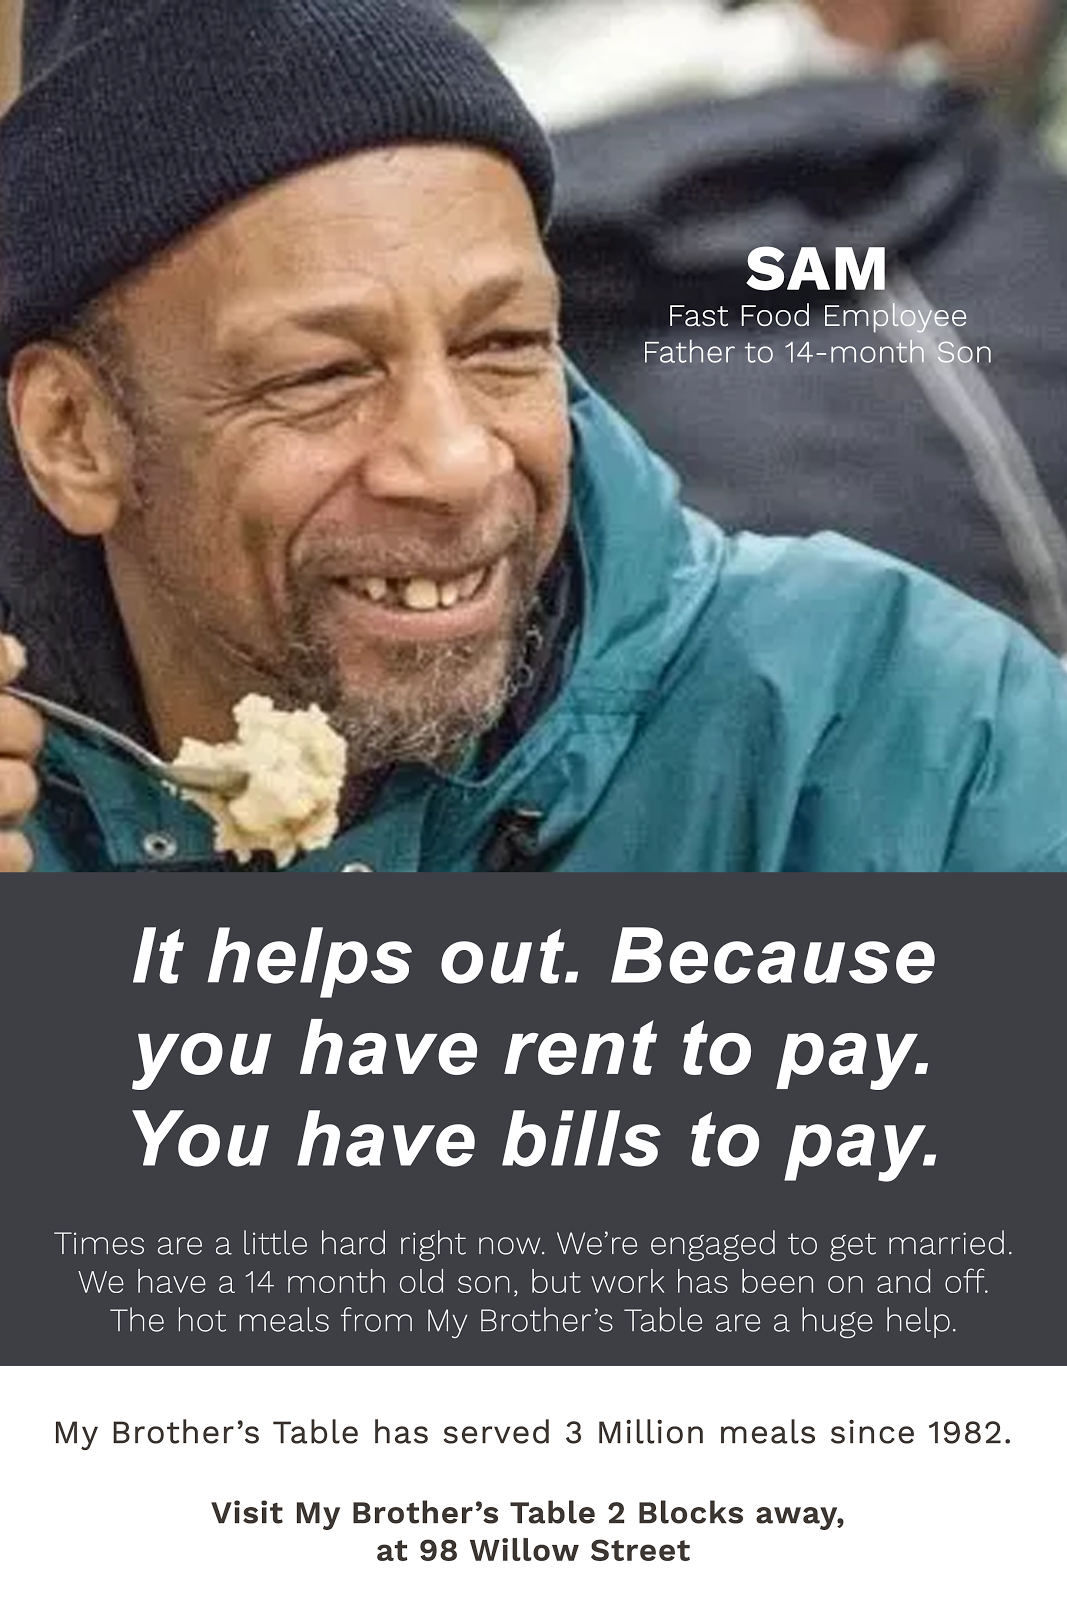 SAM
Fast Food Employee
Father to 14-month Son
It helps out. Because
you have rent to pay.
You have bills to pay.
Times are a little hard right now. We’re engaged to get married.
We have a 14 month old son, but work has been on and off.
The hot meals from My Brother’s Table are a huge help.
My Brother’s Table has served 3 Million meals since 1982.
Visit My Brother’s Table 2 Blocks away,
at 98 Willow Street